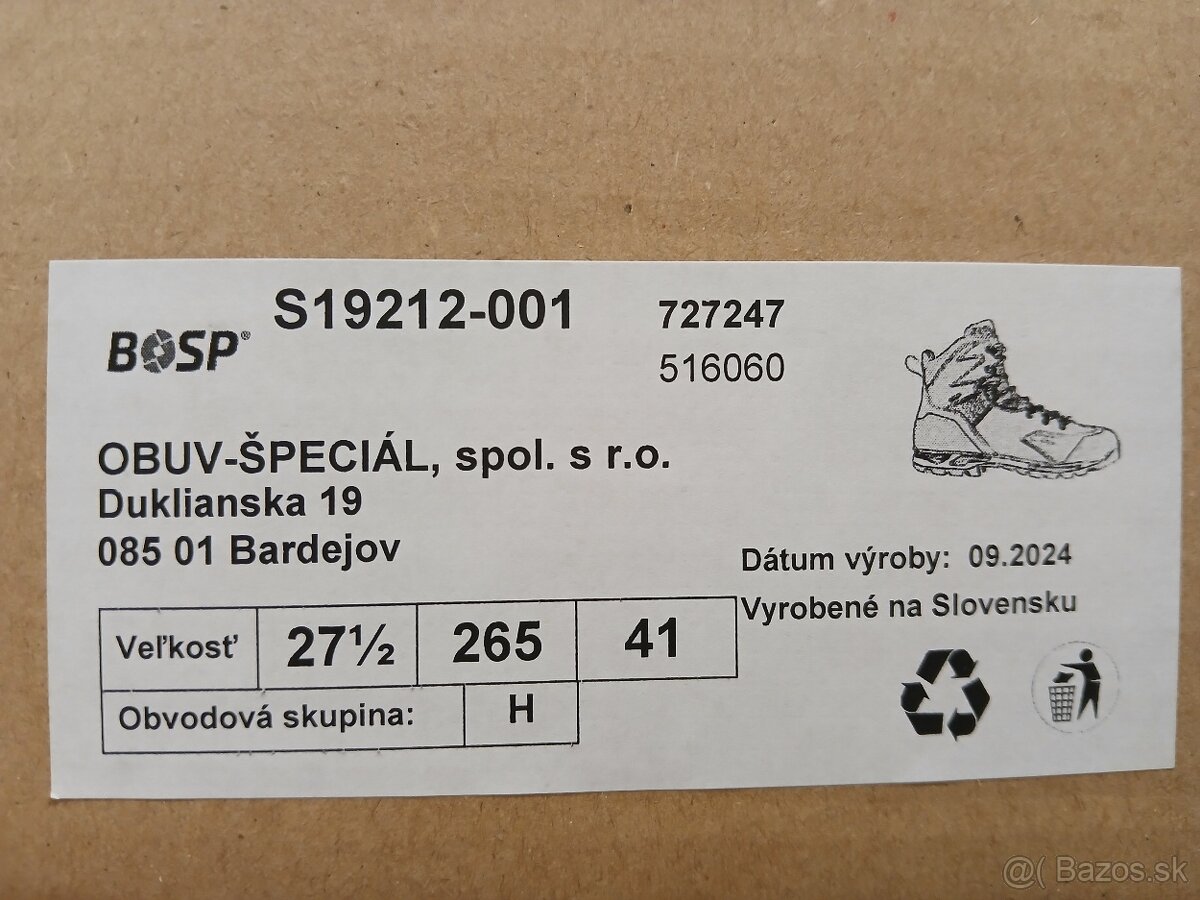 BOSP®
S19212-001
727247
516060
OBUV-ŠPECIÁL, spol. s r.o.
Duklianska 19
085 01 Bardejov
Dátum výroby: 09.2024
Vyrobené na Slovensku
Veľkosť 27½ 265 41
Obvodová skupina: H
@( Bazos.sk